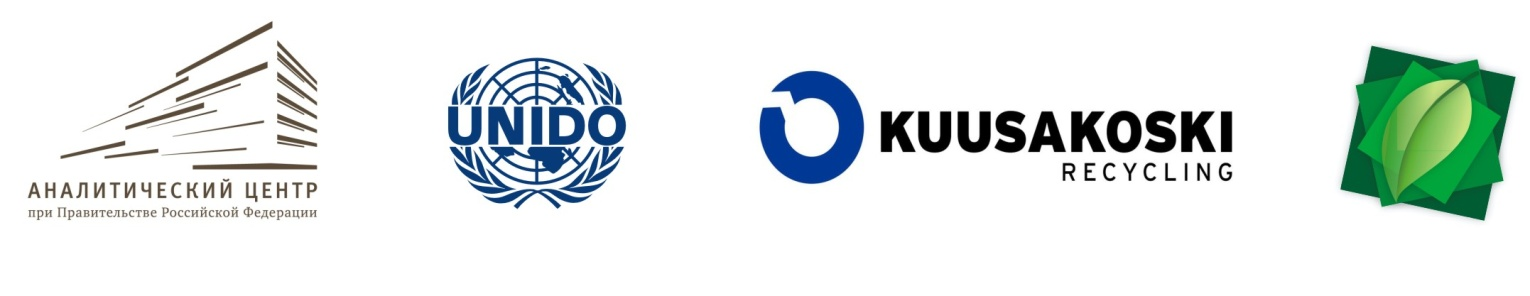 АНАЛИТИЧЕСКИЙ ЦЕНТР
при Правительстве Российской Федерации
UNIDO
KUUSAKOSKI
RECYCLING